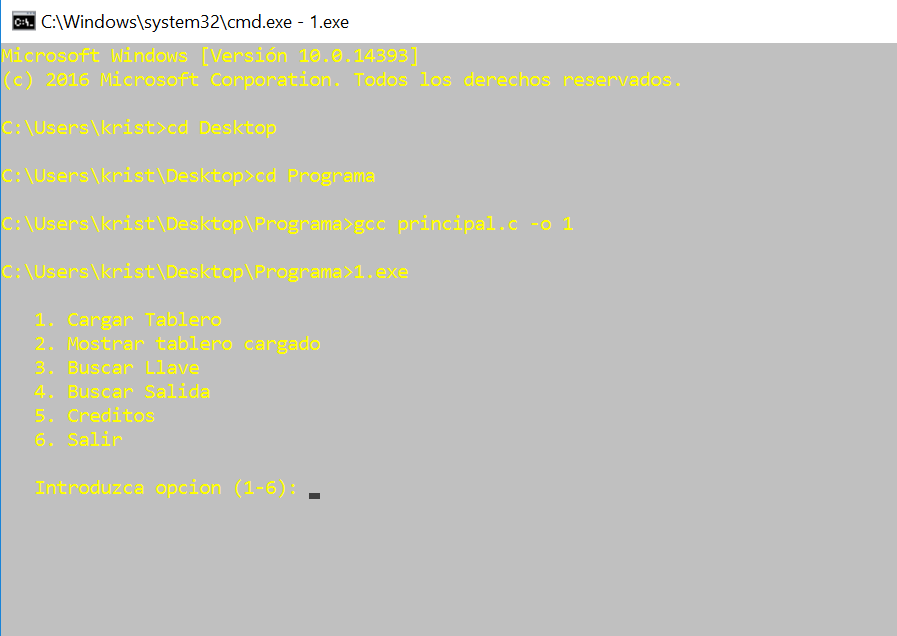 C:\Windows\system32\cmd.exe - 1.exe
Microsoft Windows [Versión 10.0.14393]
(c) 2016 Microsoft Corporation. Todos los derechos reservados.
C:\Users\krist>cd Desktop
C:\Users\krist\Desktop>cd Programa
C:\Users\krist\Desktop\Programa>gcc principal.c -o 1
C:\Users\krist\Desktop\Programa>1.exe
1. Cargar Tablero
2. Mostrar tablero cargado
3. Buscar Llave
4. Buscar Salida
5. Creditos
6. Salir
Introduzca opcion (1-6):